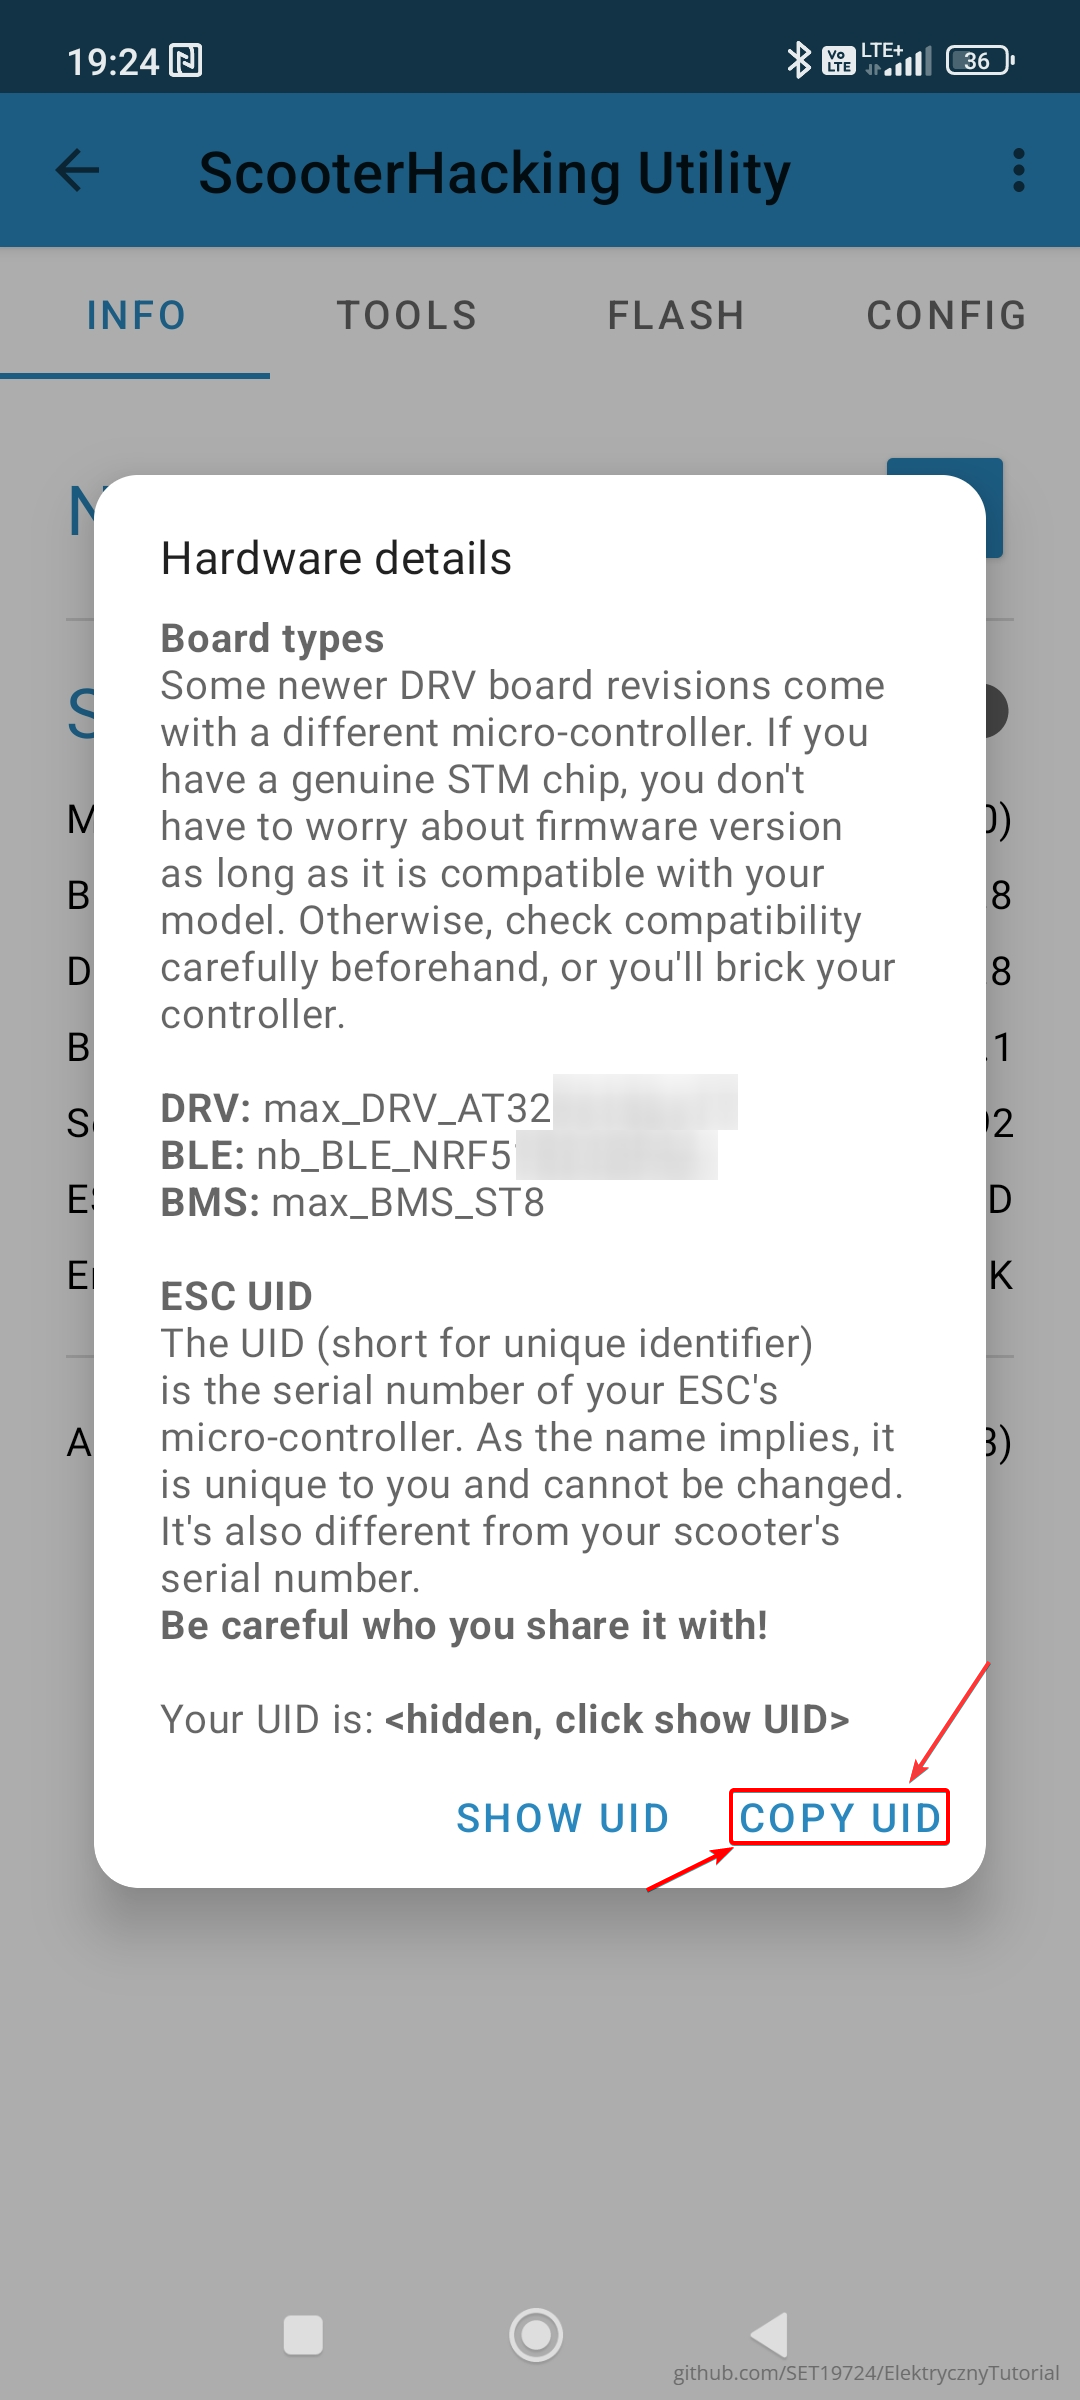 19:24
Vo LTE
LTE+
36
ScooterHacking Utility
INFO TOOLS FLASH CONFIG
Hardware details
Board types
Some newer DRV board revisions come
with a different micro-controller. If you
have a genuine STM chip, you don't
have to worry about firmware version
as long as it is compatible with your
model. Otherwise, check compatibility
carefully beforehand, or you'll brick your
controller.
DRV: max_DRV_AT32
BLE: nb_BLE_NRF5
BMS: max_BMS_ST8
ESC UID
The UID (short for unique identifier)
is the serial number of your ESC's
micro-controller. As the name implies, it
is unique to you and cannot be changed.
It's also different from your scooter's
serial number.
Be careful who you share it with!
Your UID is: <hidden, click show UID>
SHOW UID COPY UID
github.com/SET19724/ElektrycznyTutorial